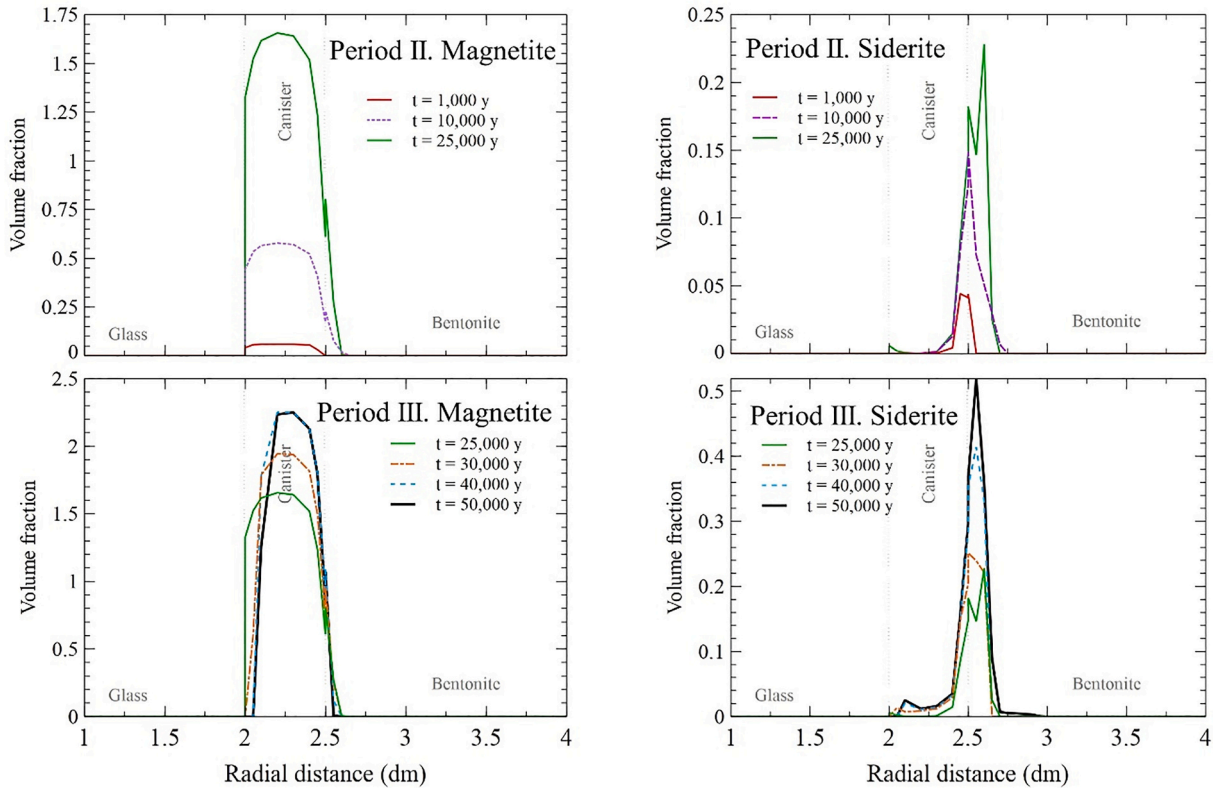 Period II. Magnetite
t = 1,000 y
t = 10,000 y
t = 25,000 y
Canister
Glass
Bentonite
Volume fraction
1.75
1.5
1.25
1
0.75
0.5
0.25
0
Period II. Siderite
t = 1,000 y
t = 10,000 y
t = 25,000 y
Canister
Glass
Bentonite
Volume fraction
0.25
0.2
0.15
0.1
0.05
0
Period III. Magnetite
t = 25,000 y
t = 30,000 y
t = 40,000 y
t = 50,000 y
Canister
Glass
Bentonite
Volume fraction
2.5
2
1.5
1
0.5
0
1 1.5 2 2.5 3 3.5 4
Radial distance (dm)
Period III. Siderite
t = 25,000 y
t = 30,000 y
t = 40,000 y
t = 50,000 y
Canister
Glass
Bentonite
Volume fraction
0.5
0.4
0.3
0.2
0.1
0
1 1.5 2 2.5 3 3.5 4
Radial distance (dm)